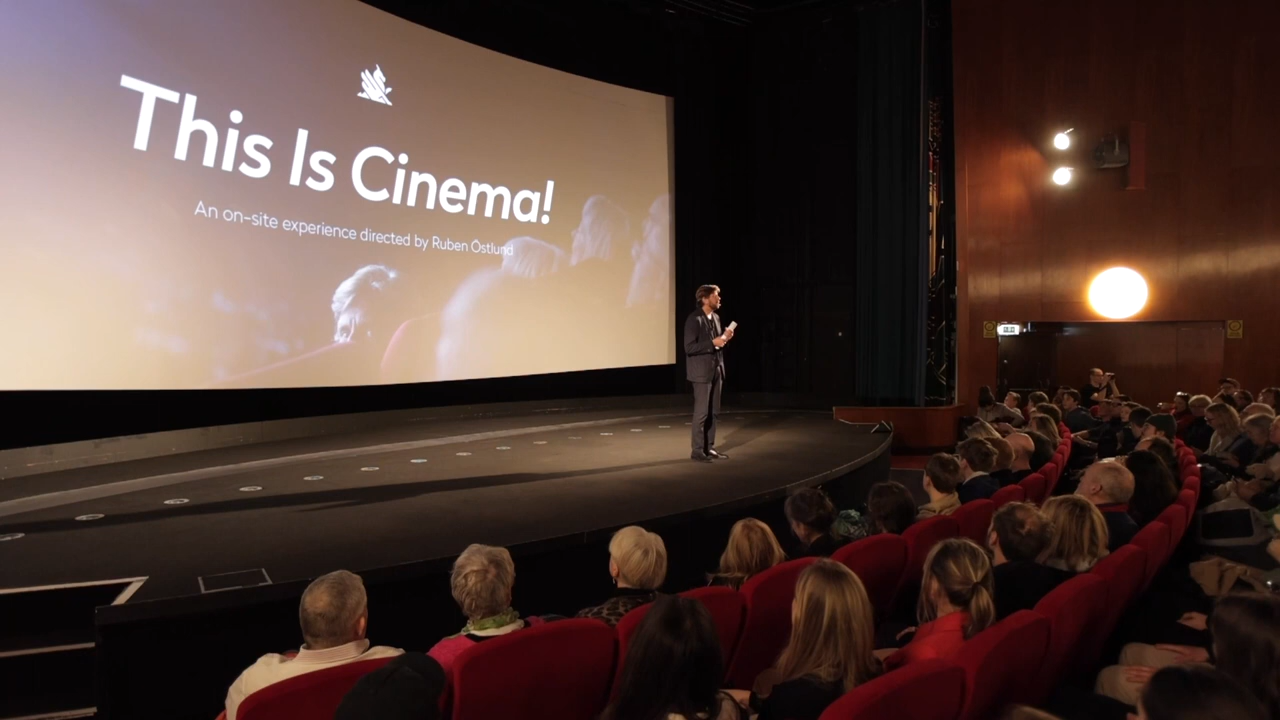 This Is Cinema!
An on-site experience directed by Ruben Östlund